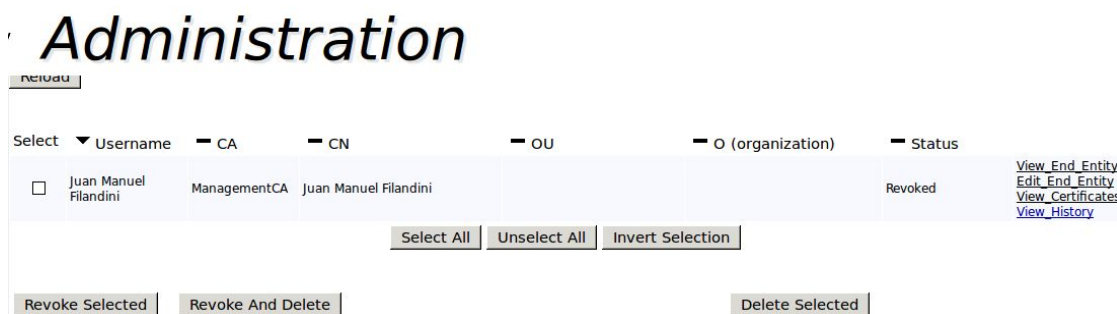 Administration
Reload
Select Username CA CN OU O (organization) Status
Juan Manuel Filandini ManagementCA Juan Manuel Filandini Revoked
View_End_Entity
Edit_End_Entity
View_Certificates
View_History
Select All Unselect All Invert Selection
Revoke Selected Revoke And Delete Delete Selected